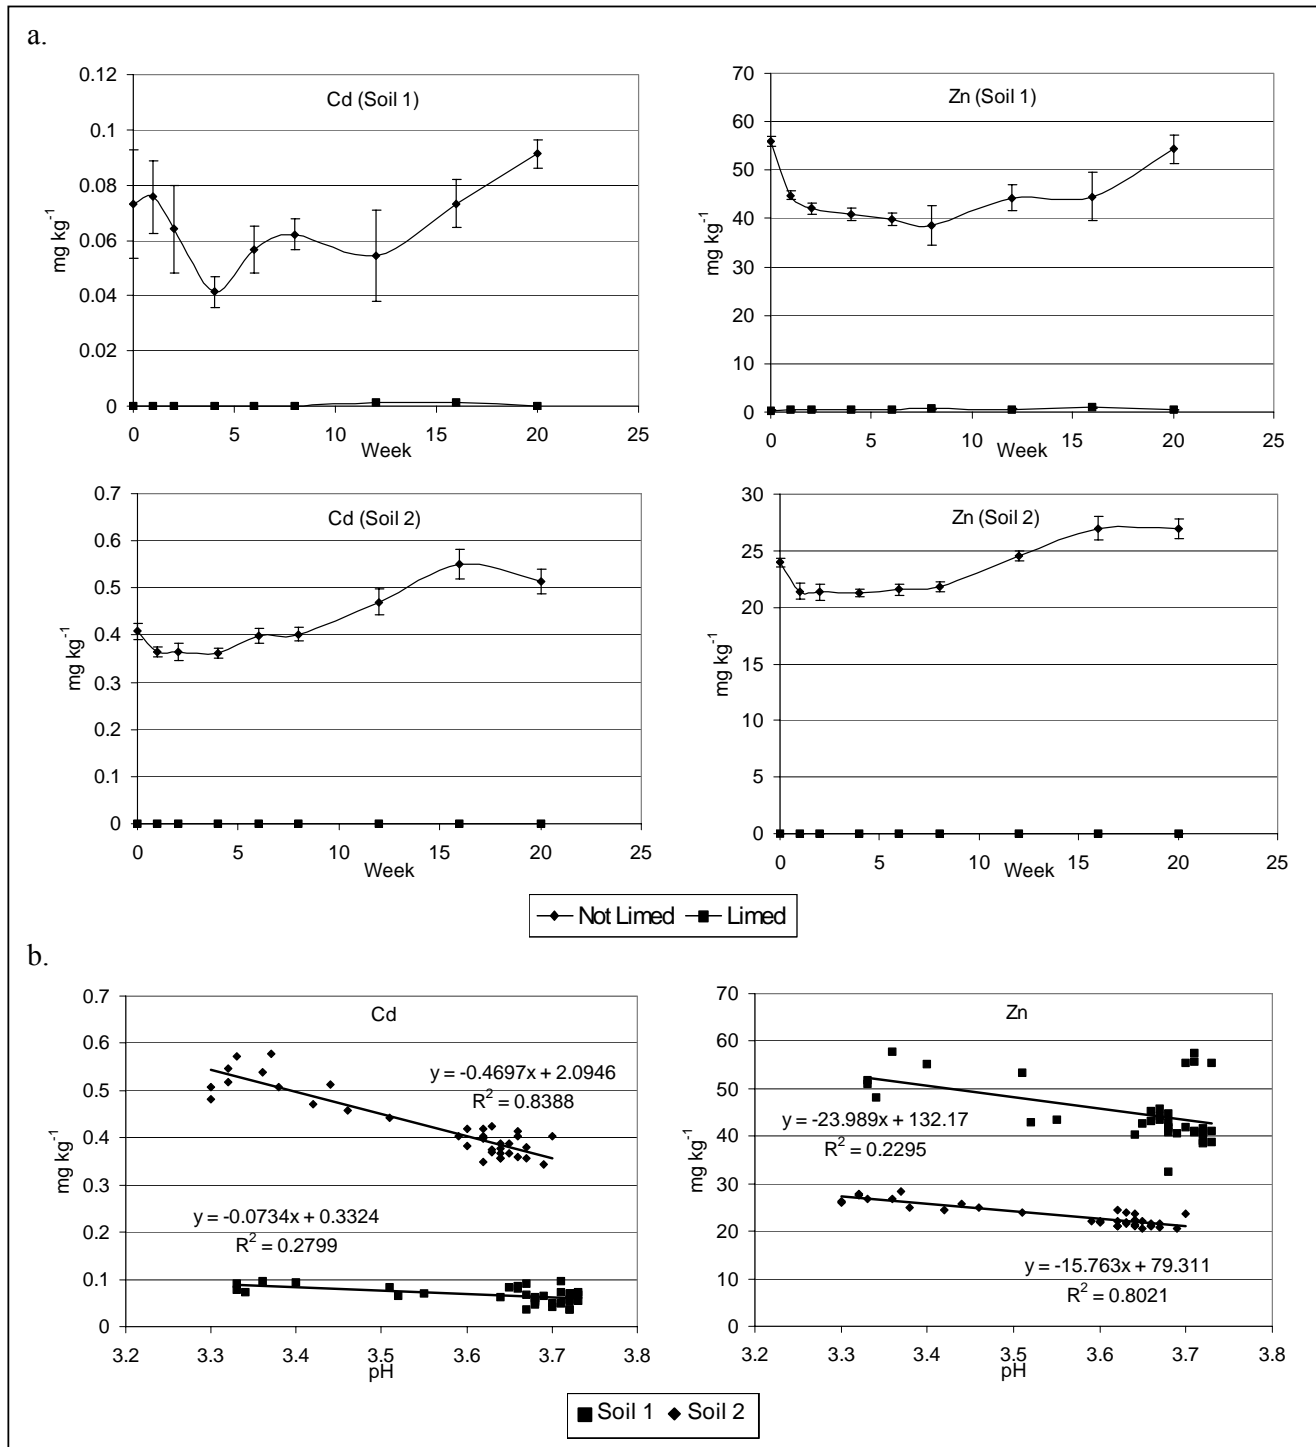 a.
Cd (Soil 1)
0.12
0.1
0.08
0.06
0.04
0.02
0
mg kg-1
0 5 10 15 20 25
Week
Zn (Soil 1)
70
60
50
40
30
20
10
0
mg kg-1
0 5 10 15 20 25
Week
Cd (Soil 2)
0.7
0.6
0.5
0.4
0.3
0.2
0.1
0
mg kg-1
0 5 10 15 20 25
Week
Zn (Soil 2)
30
25
20
15
10
5
0
mg kg-1
0 5 10 15 20 25
Week
Not Limed Limed
b.
Cd
0.7
0.6
0.5
0.4
0.3
0.2
0.1
0
mg kg-1
y = -0.4697x + 2.0946
R2 = 0.8388
y = -0.0734x + 0.3324
R2 = 0.2799
3.2 3.3 3.4 3.5 3.6 3.7 3.8
pH
Zn
70
60
50
40
30
20
10
0
mg kg-1
y = -23.989x + 132.17
R2 = 0.2295
y = -15.763x + 79.311
R2 = 0.8021
3.2 3.3 3.4 3.5 3.6 3.7 3.8
pH
Soil 1 Soil 2